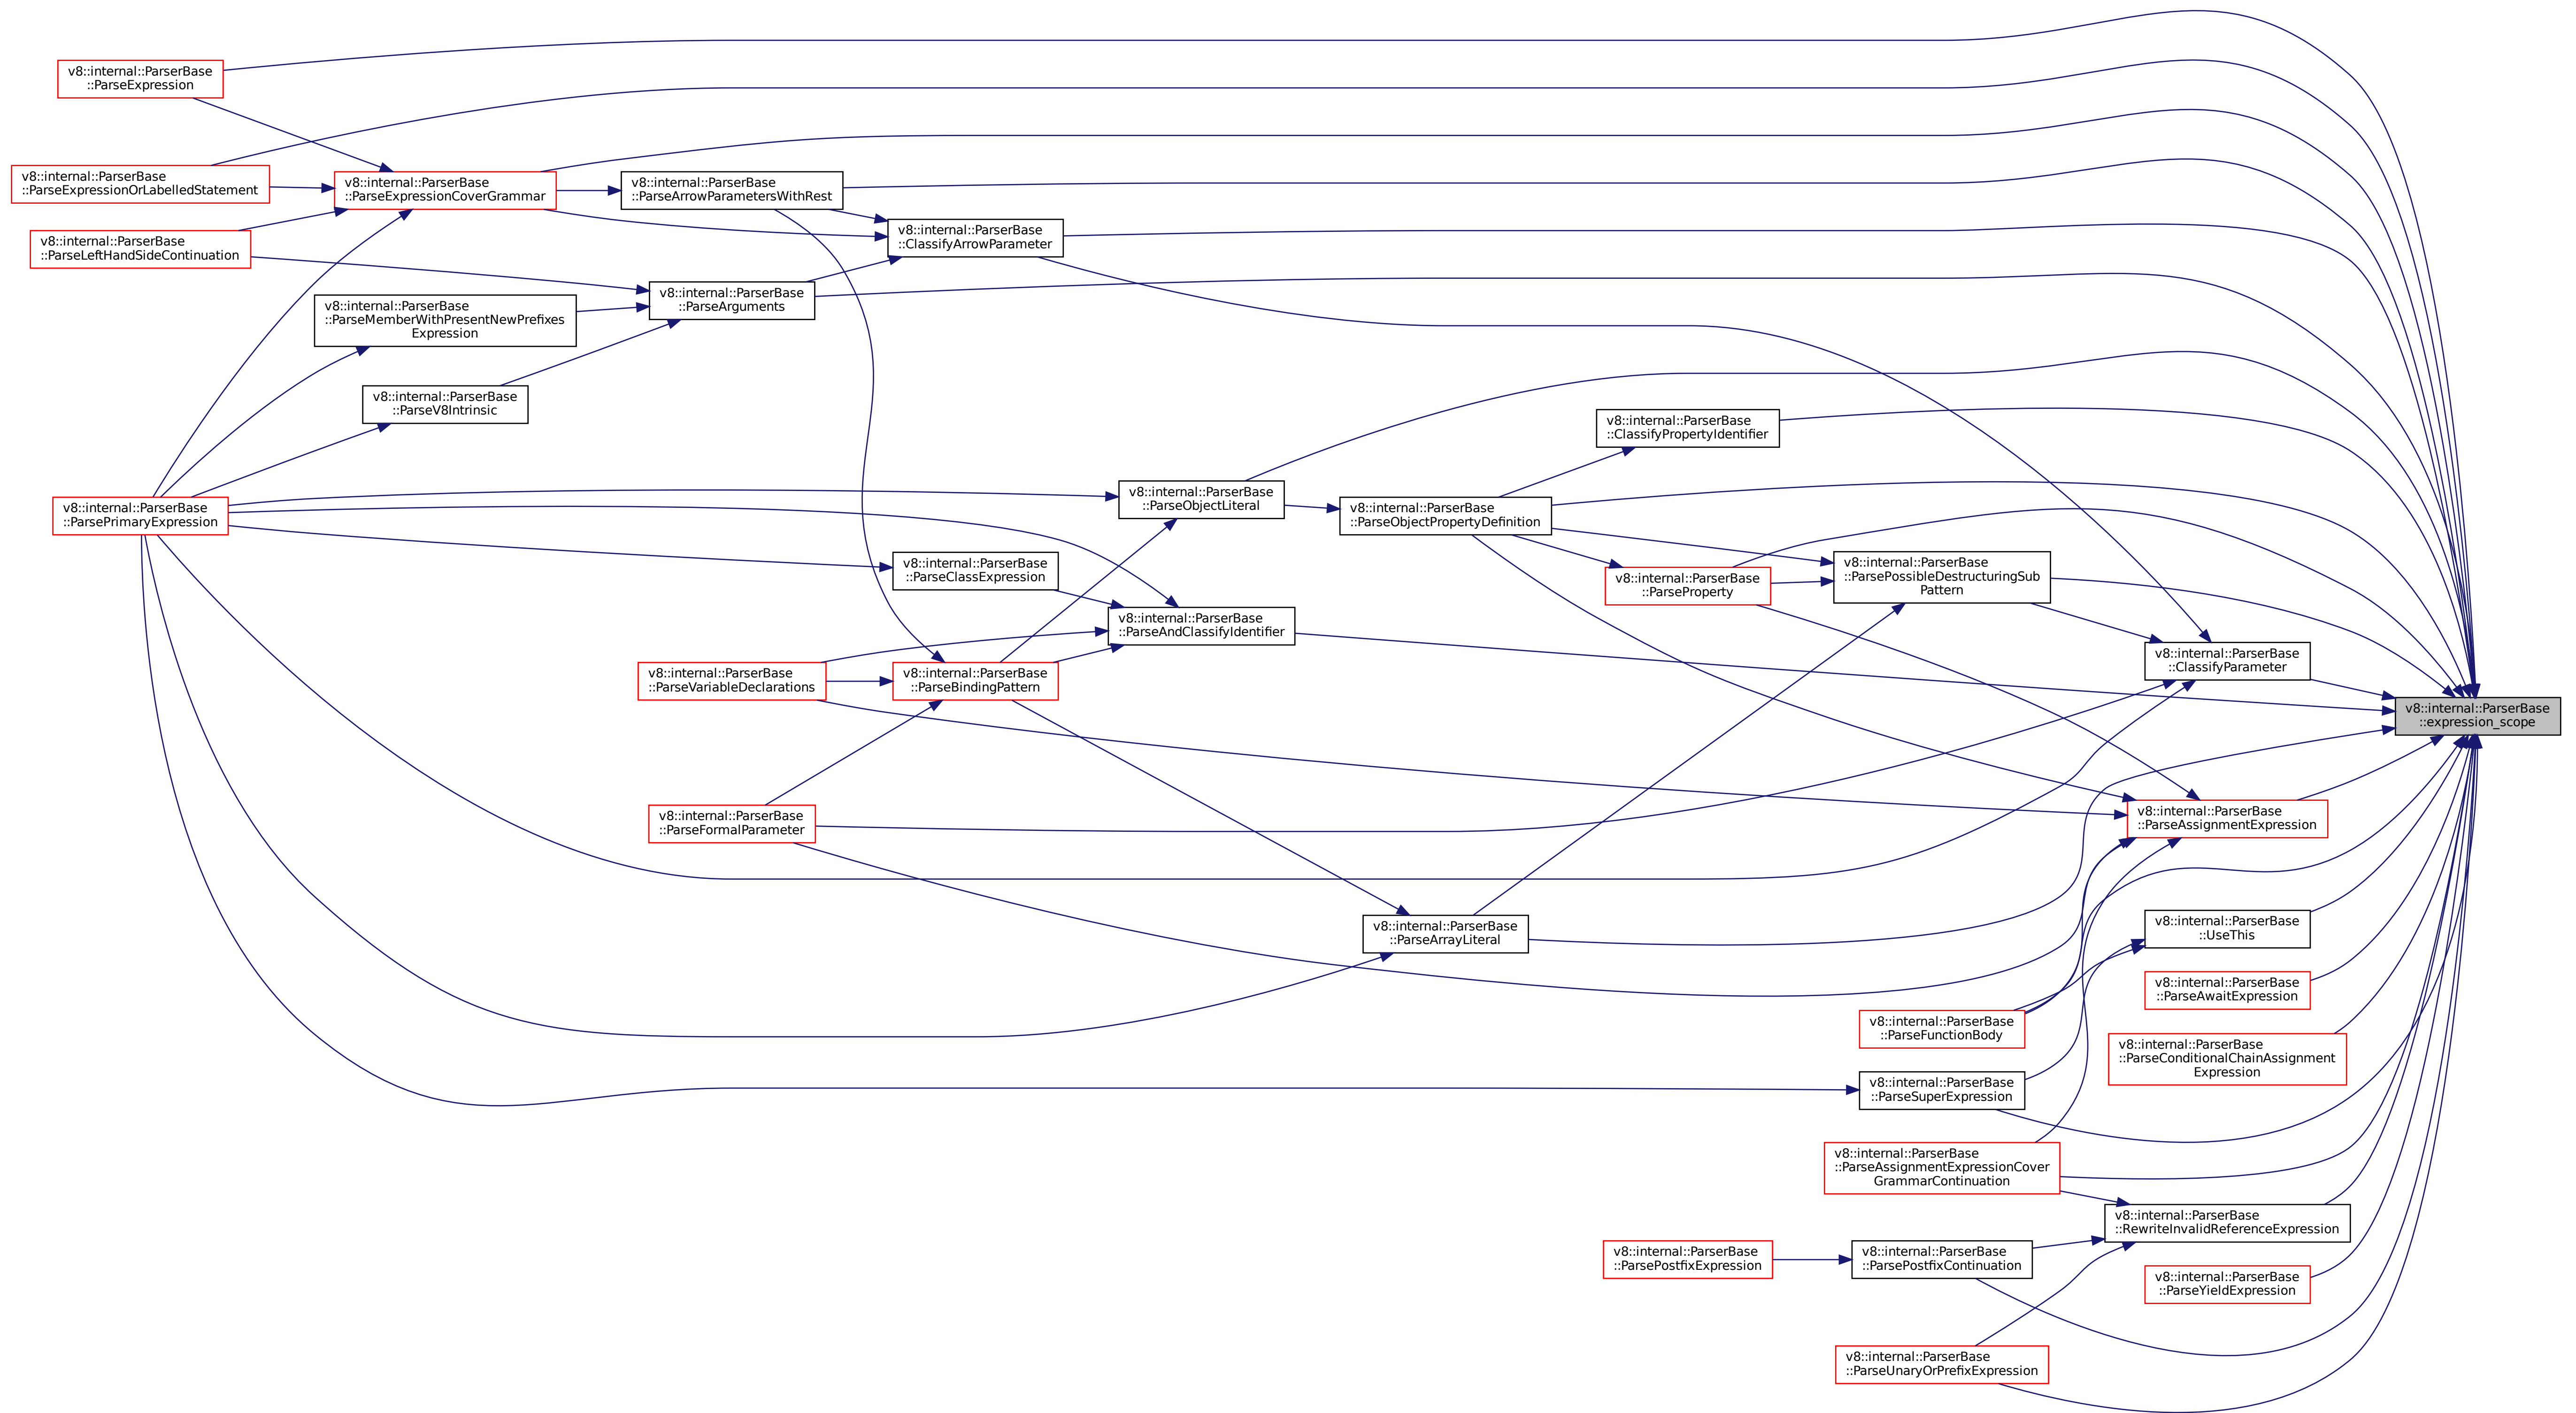 v8::internal::ParserBase
::ParseExpression
v8::internal::ParserBase
::ParseExpressionOrLabelledStatement
v8::internal::ParserBase
::ParseExpressionCoverGrammar
v8::internal::ParserBase
::ParseArrowParametersWithRest
v8::internal::ParserBase
::ParseLeftHandSideContinuation
v8::internal::ParserBase
::ClassifyArrowParameter
v8::internal::ParserBase
::ParseMemberWithPresentNewPrefixes
Expression
v8::internal::ParserBase
::ParseArguments
v8::internal::ParserBase
::ParseV8Intrinsic
v8::internal::ParserBase
::ClassifyPropertyIdentifier
v8::internal::ParserBase
::ParsePrimaryExpression
v8::internal::ParserBase
::ParseObjectLiteral
v8::internal::ParserBase
::ParseObjectPropertyDefinition
v8::internal::ParserBase
::ParseClassExpression
v8::internal::ParserBase
::ParseProperty
v8::internal::ParserBase
::ParsePossibleDestructuringSub
Pattern
v8::internal::ParserBase
::ParseAndClassifyIdentifier
v8::internal::ParserBase
::ParseVariableDeclarations
v8::internal::ParserBase
::ParseBindingPattern
v8::internal::ParserBase
::ClassifyParameter
v8::internal::ParserBase
::expression_scope
v8::internal::ParserBase
::ParseFormalParameter
v8::internal::ParserBase
::ParseAssignmentExpression
v8::internal::ParserBase
::ParseArrayLiteral
v8::internal::ParserBase
::UseThis
v8::internal::ParserBase
::ParseAwaitExpression
v8::internal::ParserBase
::ParseFunctionBody
v8::internal::ParserBase
::ParseConditionalChainAssignment
Expression
v8::internal::ParserBase
::ParseSuperExpression
v8::internal::ParserBase
::ParseAssignmentExpressionCover
GrammarContinuation
v8::internal::ParserBase
::RewriteInvalidReferenceExpression
v8::internal::ParserBase
::ParsePostfixExpression
v8::internal::ParserBase
::ParsePostfixContinuation
v8::internal::ParserBase
::ParseYieldExpression
v8::internal::ParserBase
::ParseUnaryOrPrefixExpression